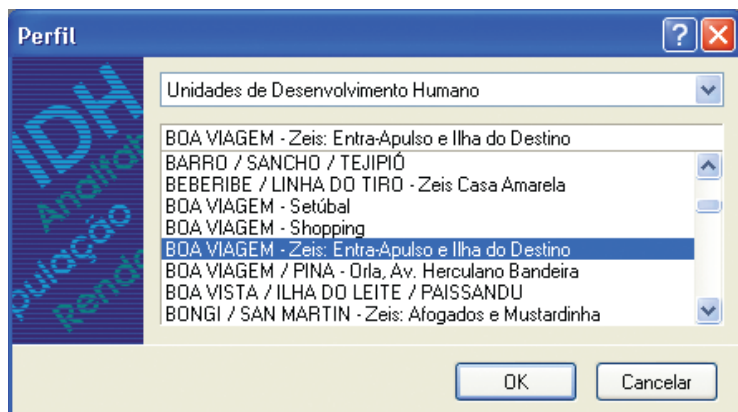 Perfil
Unidades de Desenvolvimento Humano
BOA VIAGEM - Zeis: Entra-Apulso e Ilha do Destino
BARRO / SANCHO / TEJIPIÓ
BEBERIBE / LINHA DO TIRO - Zeis Casa Amarela
BOA VIAGEM - Setúbal
BOA VIAGEM - Shopping
BOA VIAGEM - Zeis: Entra-Apulso e Ilha do Destino
BOA VIAGEM / PINA - Orla, Av. Herculano Bandeira
BOA VISTA / ILHA DO LEITE / PAISSANDU
BONGI / SAN MARTIN - Zeis: Afogados e Mustardinha
IDH
Analfab
pulação
Renda
OK
Cancelar